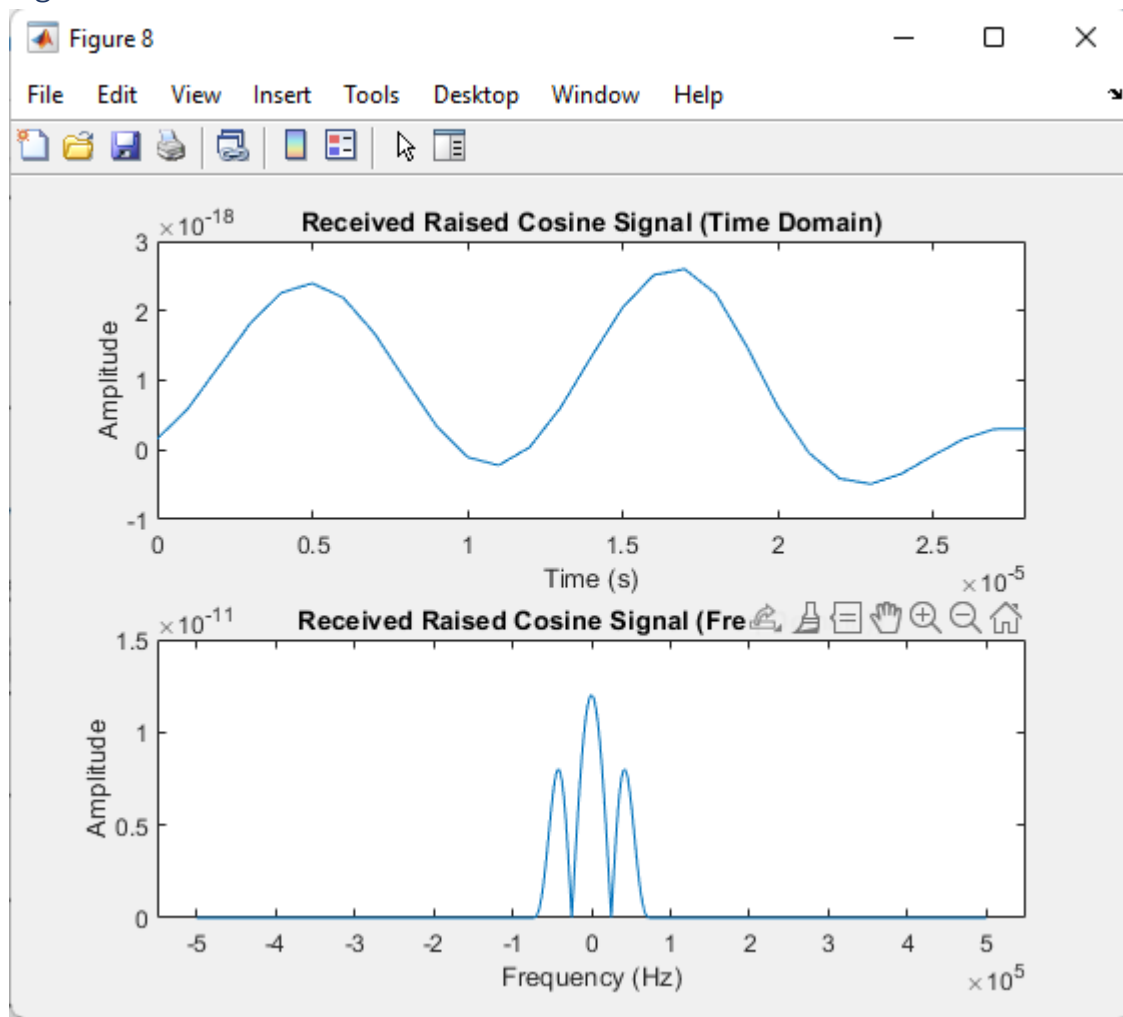 Figure 8
File Edit View Insert Tools Desktop Window Help
×10-18
Received Raised Cosine Signal (Time Domain)
3
2
1
0
-1
Amplitude
0 0.5 1 1.5 2 2.5
Time (s)
×10-5
×10-11
Received Raised Cosine Signal (Fre
1.5
1
0.5
0
Amplitude
-5 -4 -3 -2 -1 0 1 2 3 4 5
Frequency (Hz)
×105